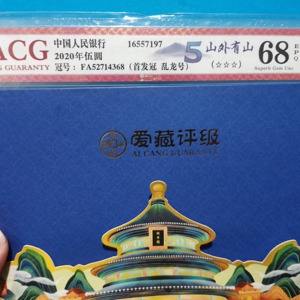 ACG
NG GUARANTY
中国人民银行 16557197
2020年伍圆
冠号：FA52714368（首发冠 乱龙号）
5 山外有山
（☆☆☆）
68 EPQ
Superb Gem Unc
爱藏评级
AI CANG GUARANTY